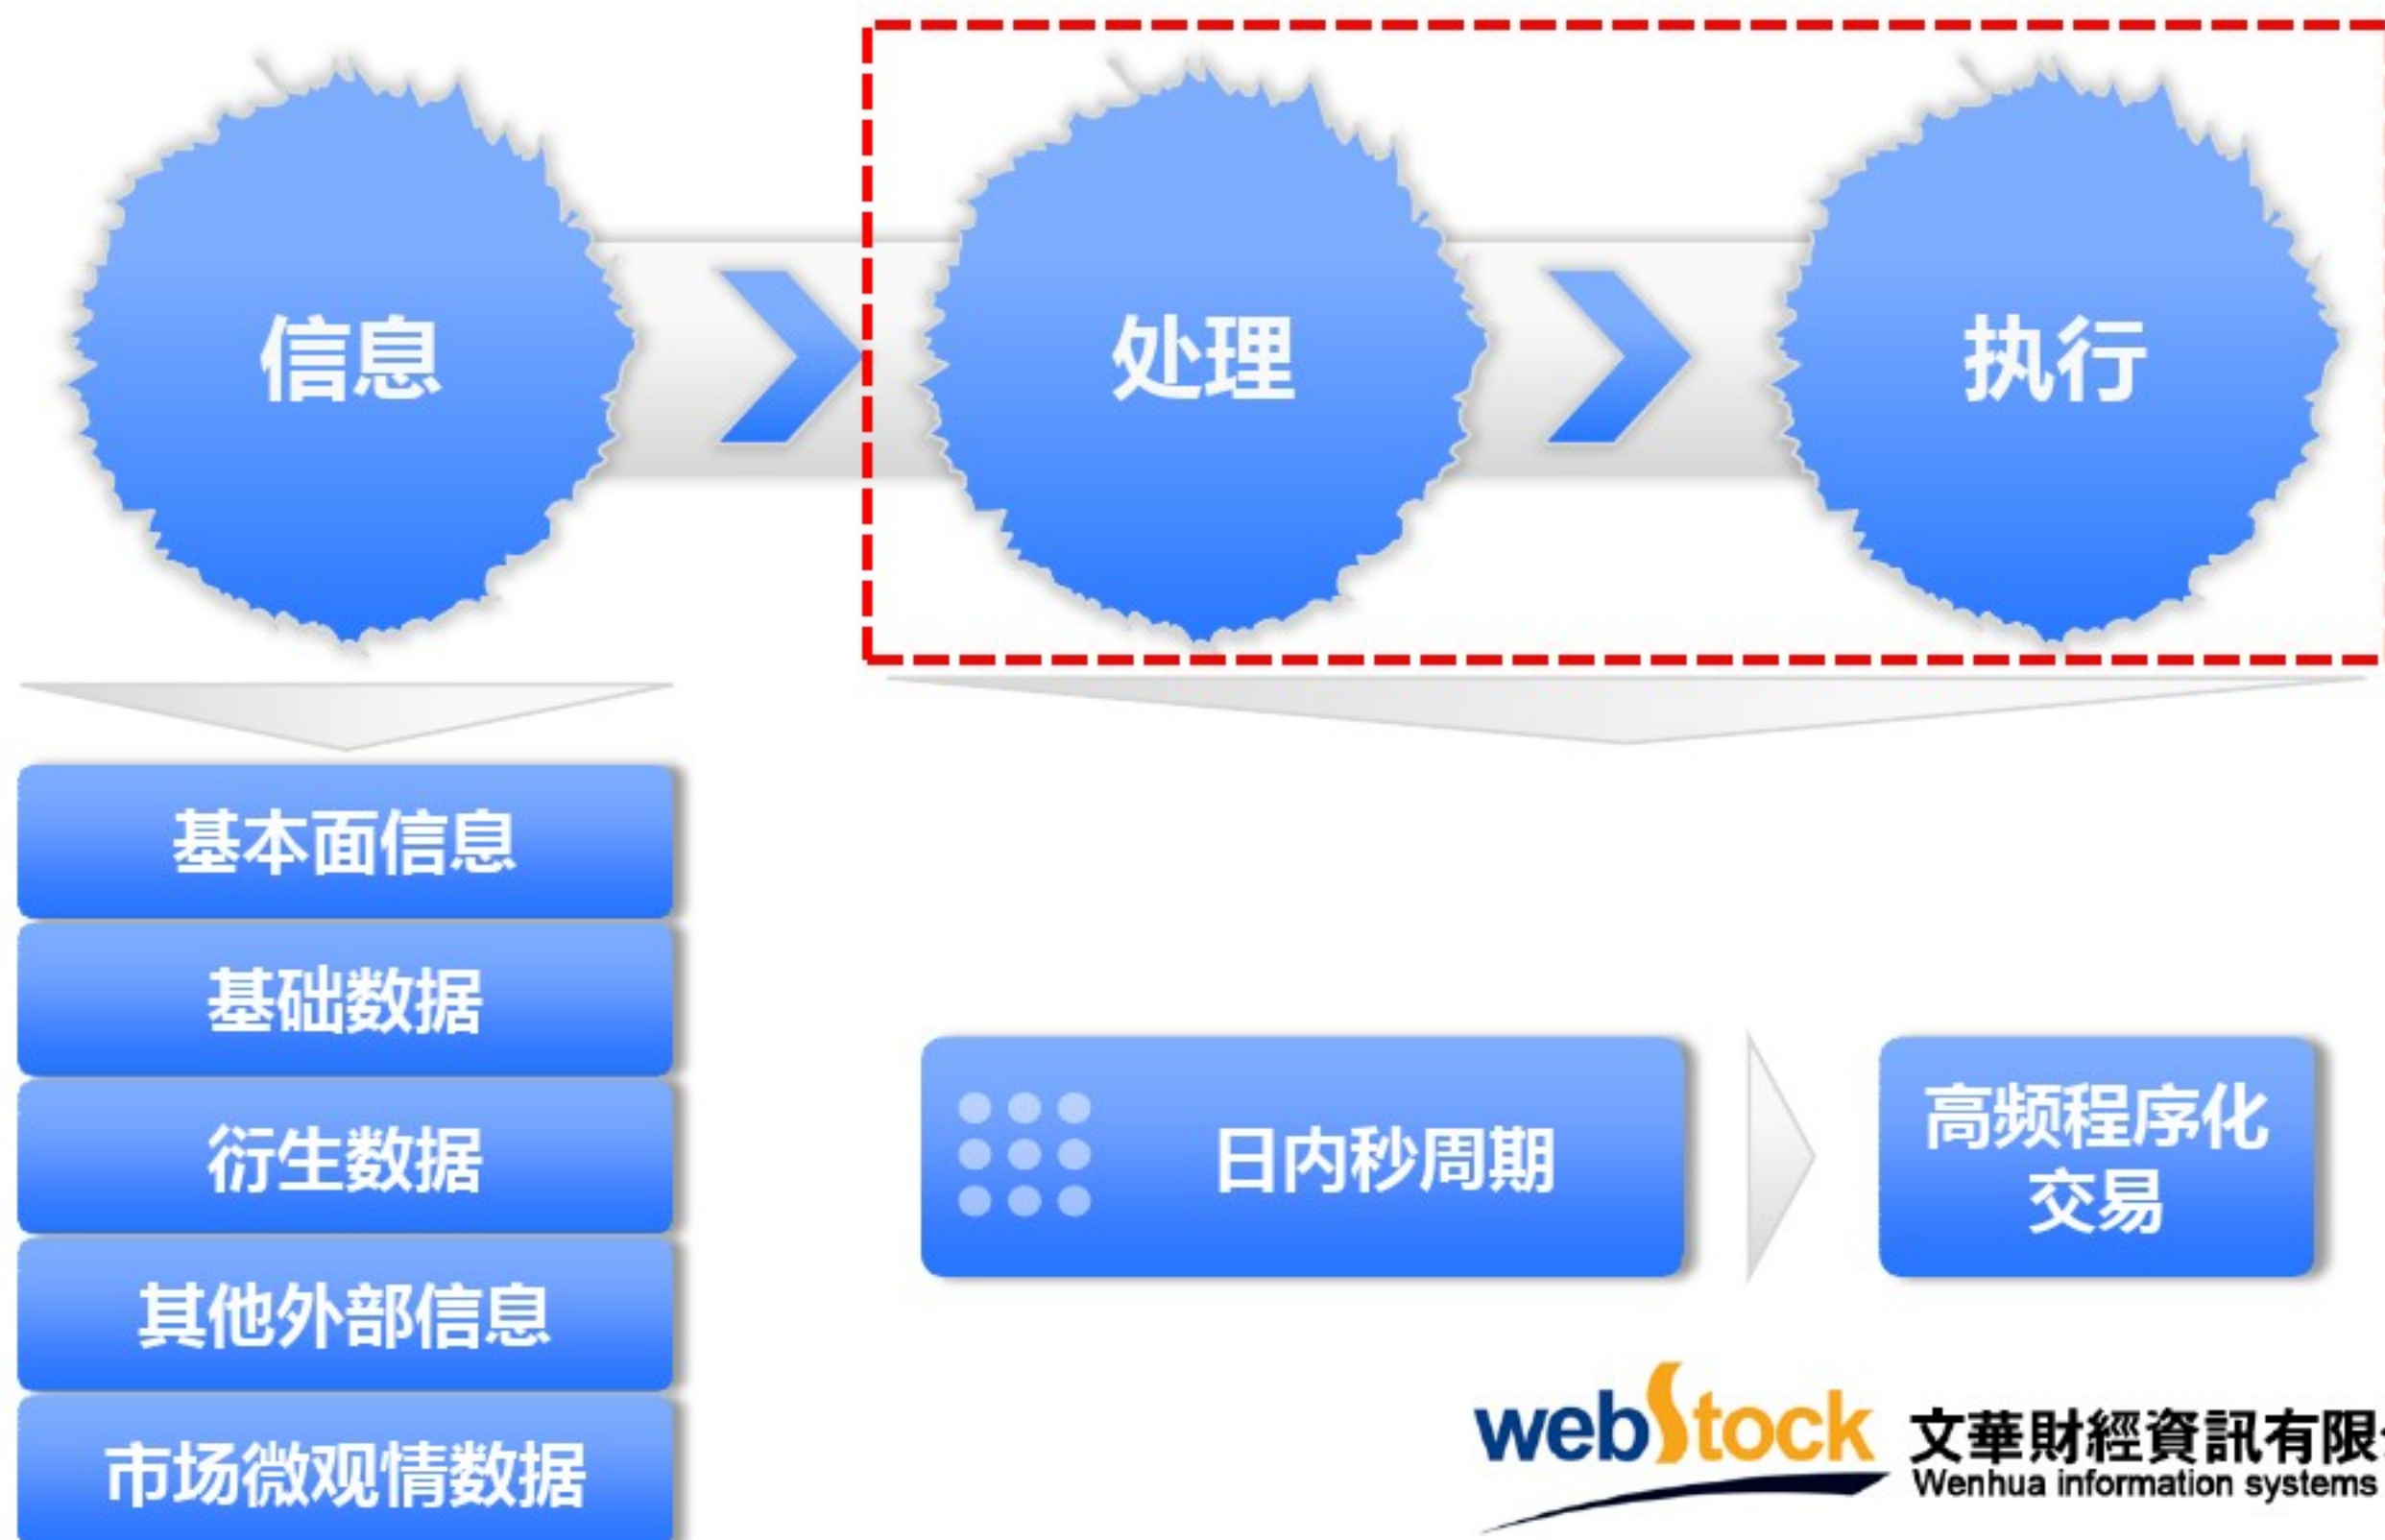 信息
处理
执行
基本面信息
基础数据
衍生数据
其他外部信息
市场微观情数据
日内秒周期
高频程序化
交易
webStock
文華財經資訊有限
Wenhua information systems